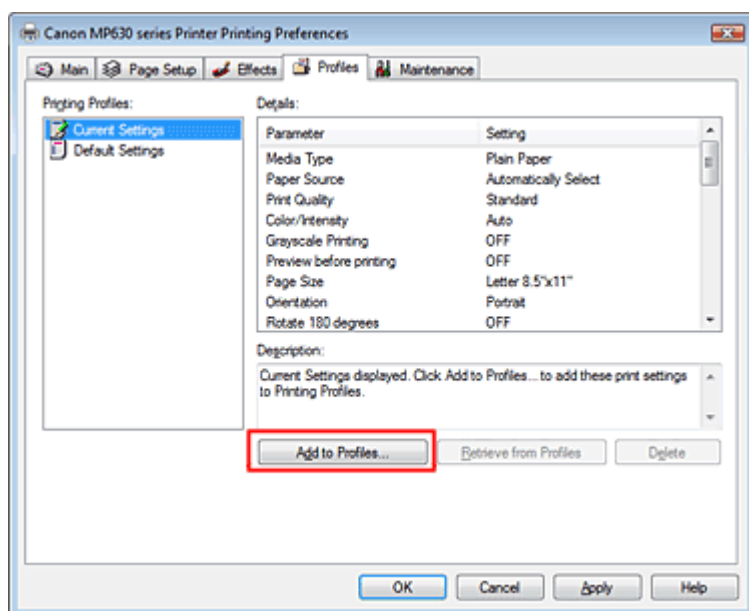 Canon MP630 series Printer Printing Preferences
Main Page Setup Effects Profiles Maintenance
Printing Profiles:
Current Settings
Default Settings
Details:
Parameter Setting
Media Type Plain Paper
Paper Source Automatically Select
Print Quality Standard
Color/Intensity Auto
Grayscale Printing OFF
Preview before printing OFF
Page Size Letter 8.5"x11"
Orientation Portrait
Rotate 180 degrees OFF
Description:
Current Settings displayed. Click Add to Profiles... to add these print settings
to Printing Profiles.
Add to Profiles... Retrieve from Profiles Delete
OK Cancel Apply Help